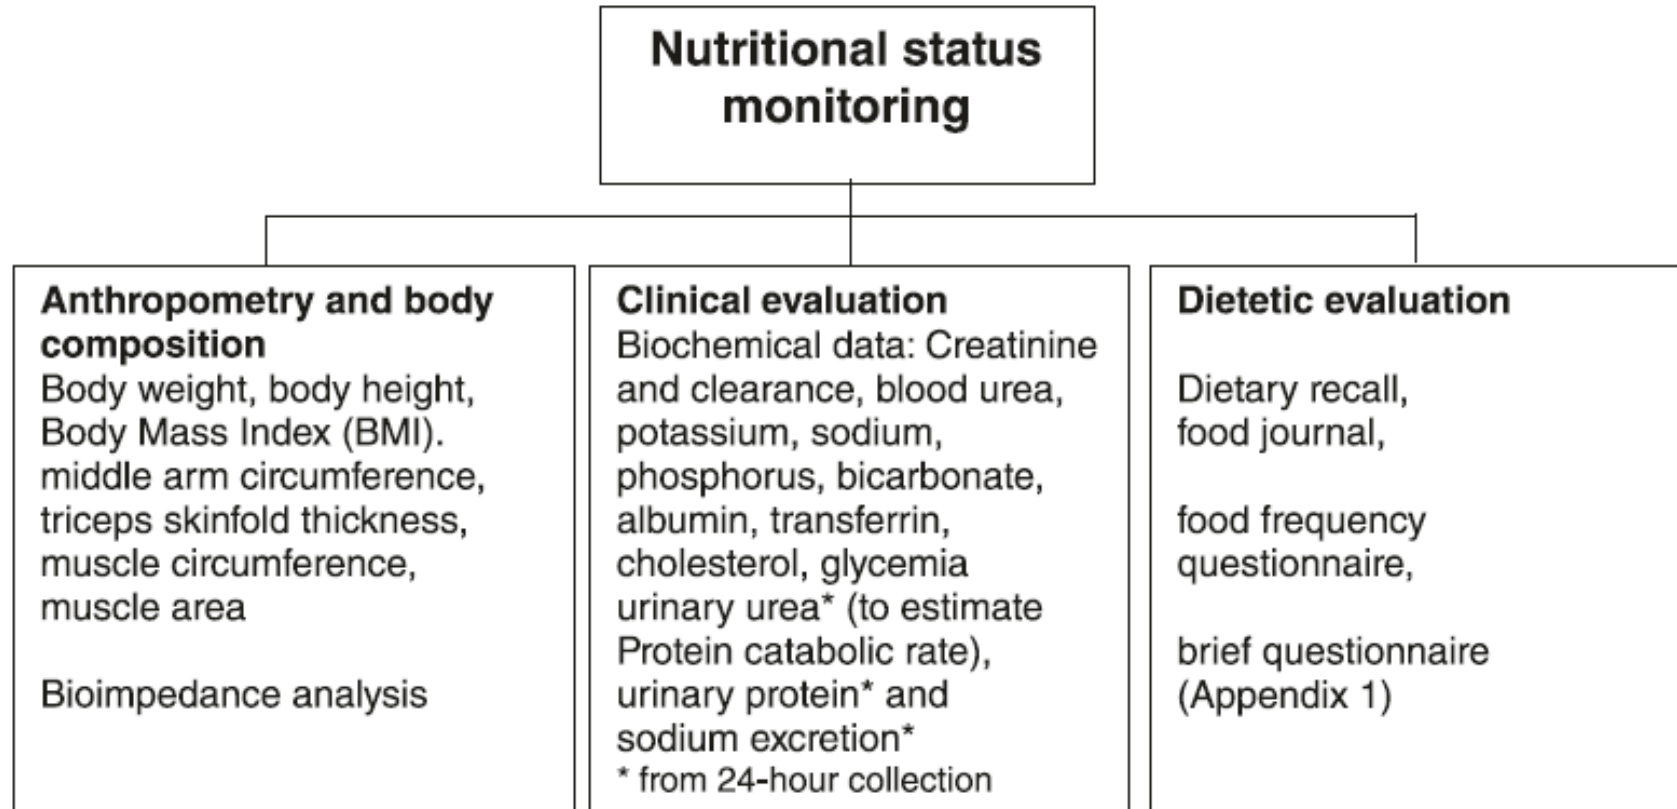 Nutritional status
monitoring
Anthropometry and body
composition
Body weight, body height,
Body Mass Index (BMI).
middle arm circumference,
triceps skinfold thickness,
muscle circumference,
muscle area
Bioimpedance analysis
Clinical evaluation
Biochemical data: Creatinine
and clearance, blood urea,
potassium, sodium,
phosphorus, bicarbonate,
albumin, transferrin,
cholesterol, glycemia
urinary urea* (to estimate
Protein catabolic rate),
urinary protein* and
sodium excretion*
* from 24-hour collection
Dietetic evaluation
Dietary recall,
food journal,
food frequency
questionnaire,
brief questionnaire
(Appendix 1)